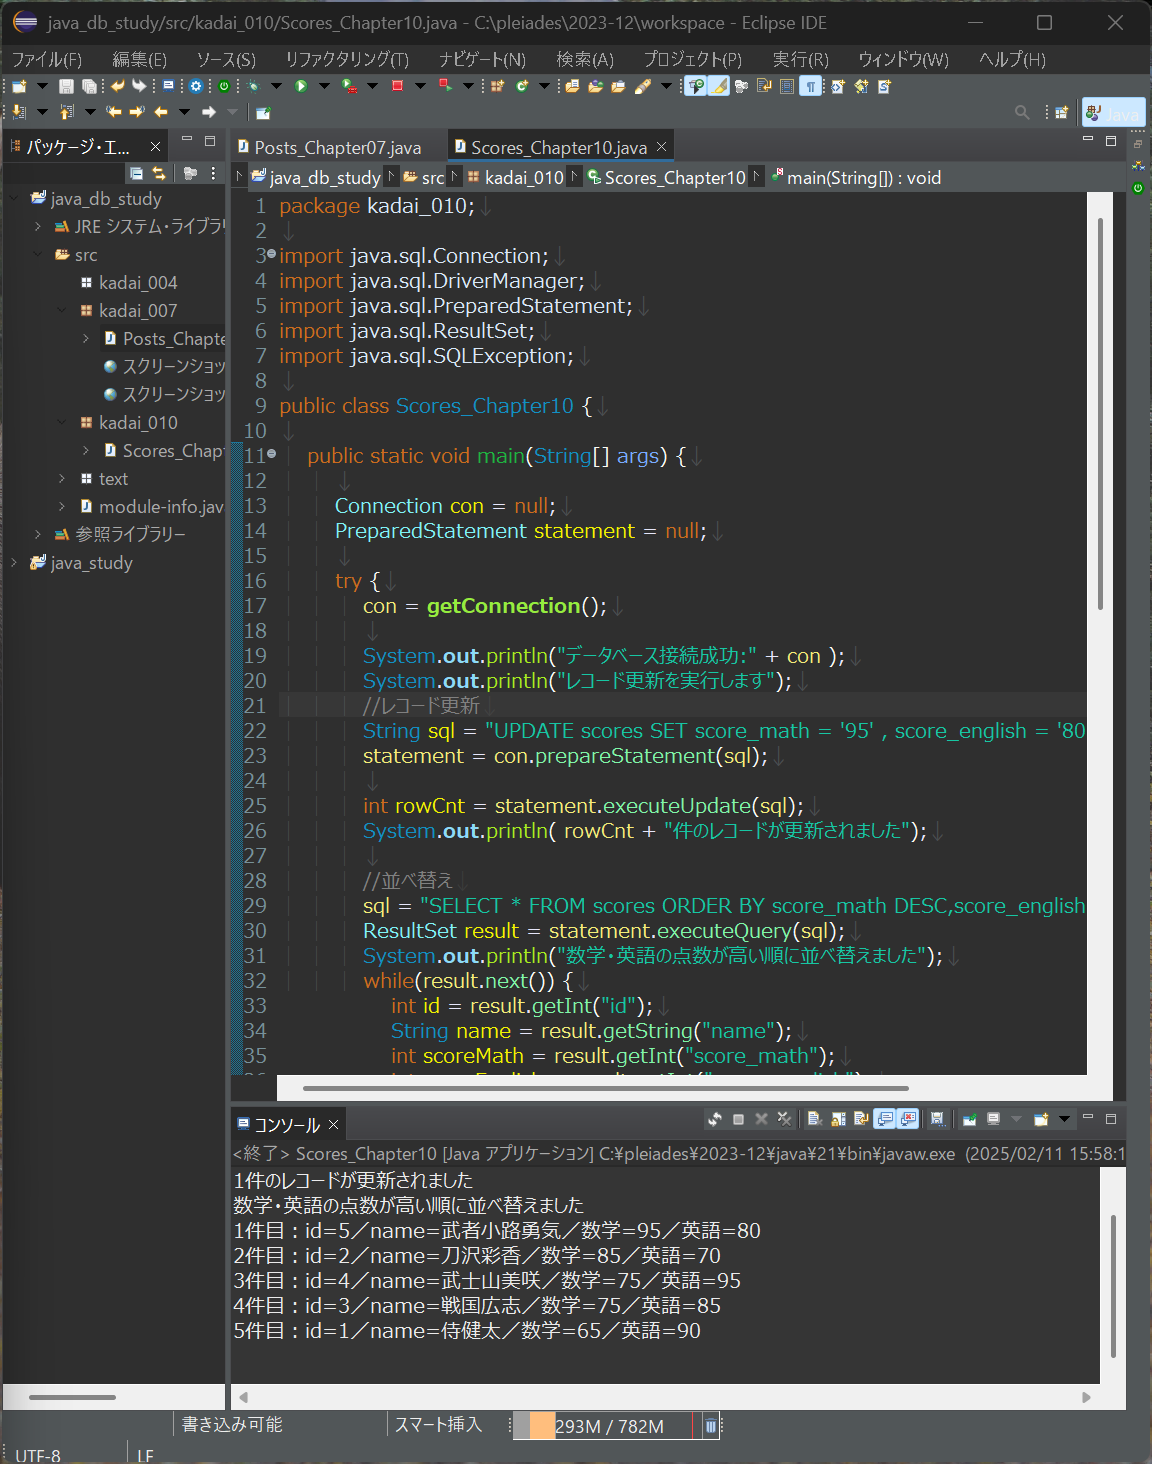 java_db_study/src/kadai_010/Scores_Chapter10.java - C:\pleiades\2023-12\workspace - Eclipse IDE
ファイル(F) 編集(E) ソース(S) リファクタリング(T) ナビゲート(N) 検索(A) プロジェクト(P) 実行(R) ウィンドウ(W) ヘルプ(H)
Java
パッケージ・エ...
java_db_study
JRE システム・ライブラリ
src
kadai_004
kadai_007
Posts_Chapte
スクリーンショッ
スクリーンショッ
kadai_010
Scores_Chapt
text
module-info.jav
参照ライブラリー
java_study
Posts_Chapter07.java Scores_Chapter10.java
java_db_study src kadai_010 Scores_Chapter10 main(String[]) : void
1 package kadai_010;↓
2 ↓
3 import java.sql.Connection;↓
4 import java.sql.DriverManager;↓
5 import java.sql.PreparedStatement;↓
6 import java.sql.ResultSet;↓
7 import java.sql.SQLException;↓
8 ↓
9 public class Scores_Chapter10 {↓
10 ↓
11 public static void main(String[] args) {↓
12 ↓
13 Connection con = null;↓
14 PreparedStatement statement = null;↓
15 ↓
16 try {↓
17 con = getConnection();↓
18 ↓
19 System.out.println("データベース接続成功:" + con );↓
20 System.out.println("レコード更新を実行します");↓
21 //レコード更新↓
22 String sql = "UPDATE scores SET score_math = '95' , score_english = '80
23 statement = con.prepareStatement(sql);↓
24 ↓
25 int rowCnt = statement.executeUpdate(sql);↓
26 System.out.println( rowCnt + "件のレコードが更新されました");↓
27 ↓
28 //並べ替え↓
29 sql = "SELECT * FROM scores ORDER BY score_math DESC,score_english
30 ResultSet result = statement.executeQuery(sql);↓
31 System.out.println("数学・英語の点数が高い順に並べ替えました");↓
32 while(result.next()) {↓
33 int id = result.getInt("id");↓
34 String name = result.getString("name");↓
35 int scoreMath = result.getInt("score_math");↓
コンソール
<終了> Scores_Chapter10 [Java アプリケーション] C:¥pleiades¥2023-12¥java¥21¥bin¥javaw.exe (2025/02/11 15:58:1
1件のレコードが更新されました
数学・英語の点数が高い順に並べ替えました
1件目：id=5／name=武者小路勇気／数学=95／英語=80
2件目：id=2／name=刀沢彩香／数学=85／英語=70
3件目：id=4／name=武士山美咲／数学=75／英語=95
4件目：id=3／name=戦国広志／数学=75／英語=85
5件目：id=1／name=侍健太／数学=65／英語=90
書き込み可能 スマート挿入 293M / 782M
UTF-8 LF